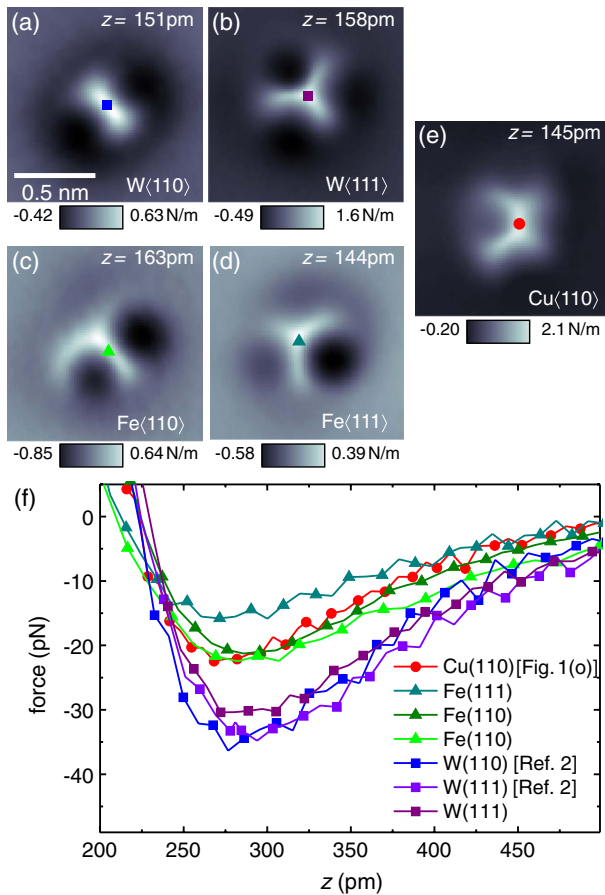 (a) z = 151pm
W⟨110⟩
0.5 nm
-0.42 0.63 N/m
(b) z = 158pm
W⟨111⟩
-0.49 1.6 N/m
(c) z = 163pm
Fe⟨110⟩
-0.85 0.64 N/m
(d) z = 144pm
Fe⟨111⟩
-0.58 0.39 N/m
(e) z = 145pm
Cu⟨110⟩
-0.20 2.1 N/m
(f)
force (pN)
0
-10
-20
-30
-40
Cu(110)[Fig. 1(o)]
Fe(111)
Fe(110)
Fe(110)
W(110) [Ref. 2]
W(111) [Ref. 2]
W(111)
200 250 300 350 400 450
z (pm)